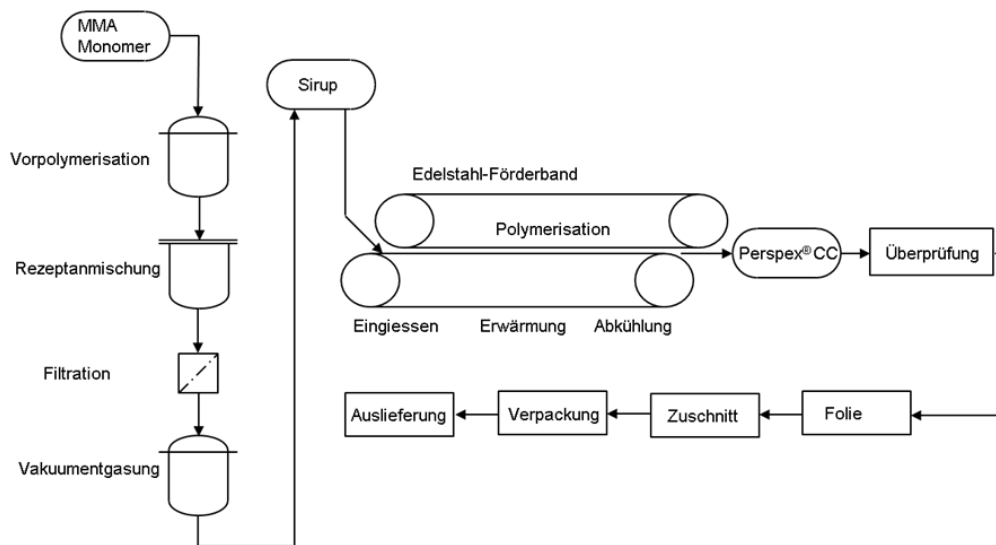 MMA
Monomer
Vorpolymerisation
Rezeptanmischung
Filtration
Vakuumentgasung
Sirup
Edelstahl-Förderband
Polymerisation
Eingiessen Erwärmung Abkühlung
Perspex® CC
Überprüfung
Folie
Zuschnitt
Verpackung
Auslieferung